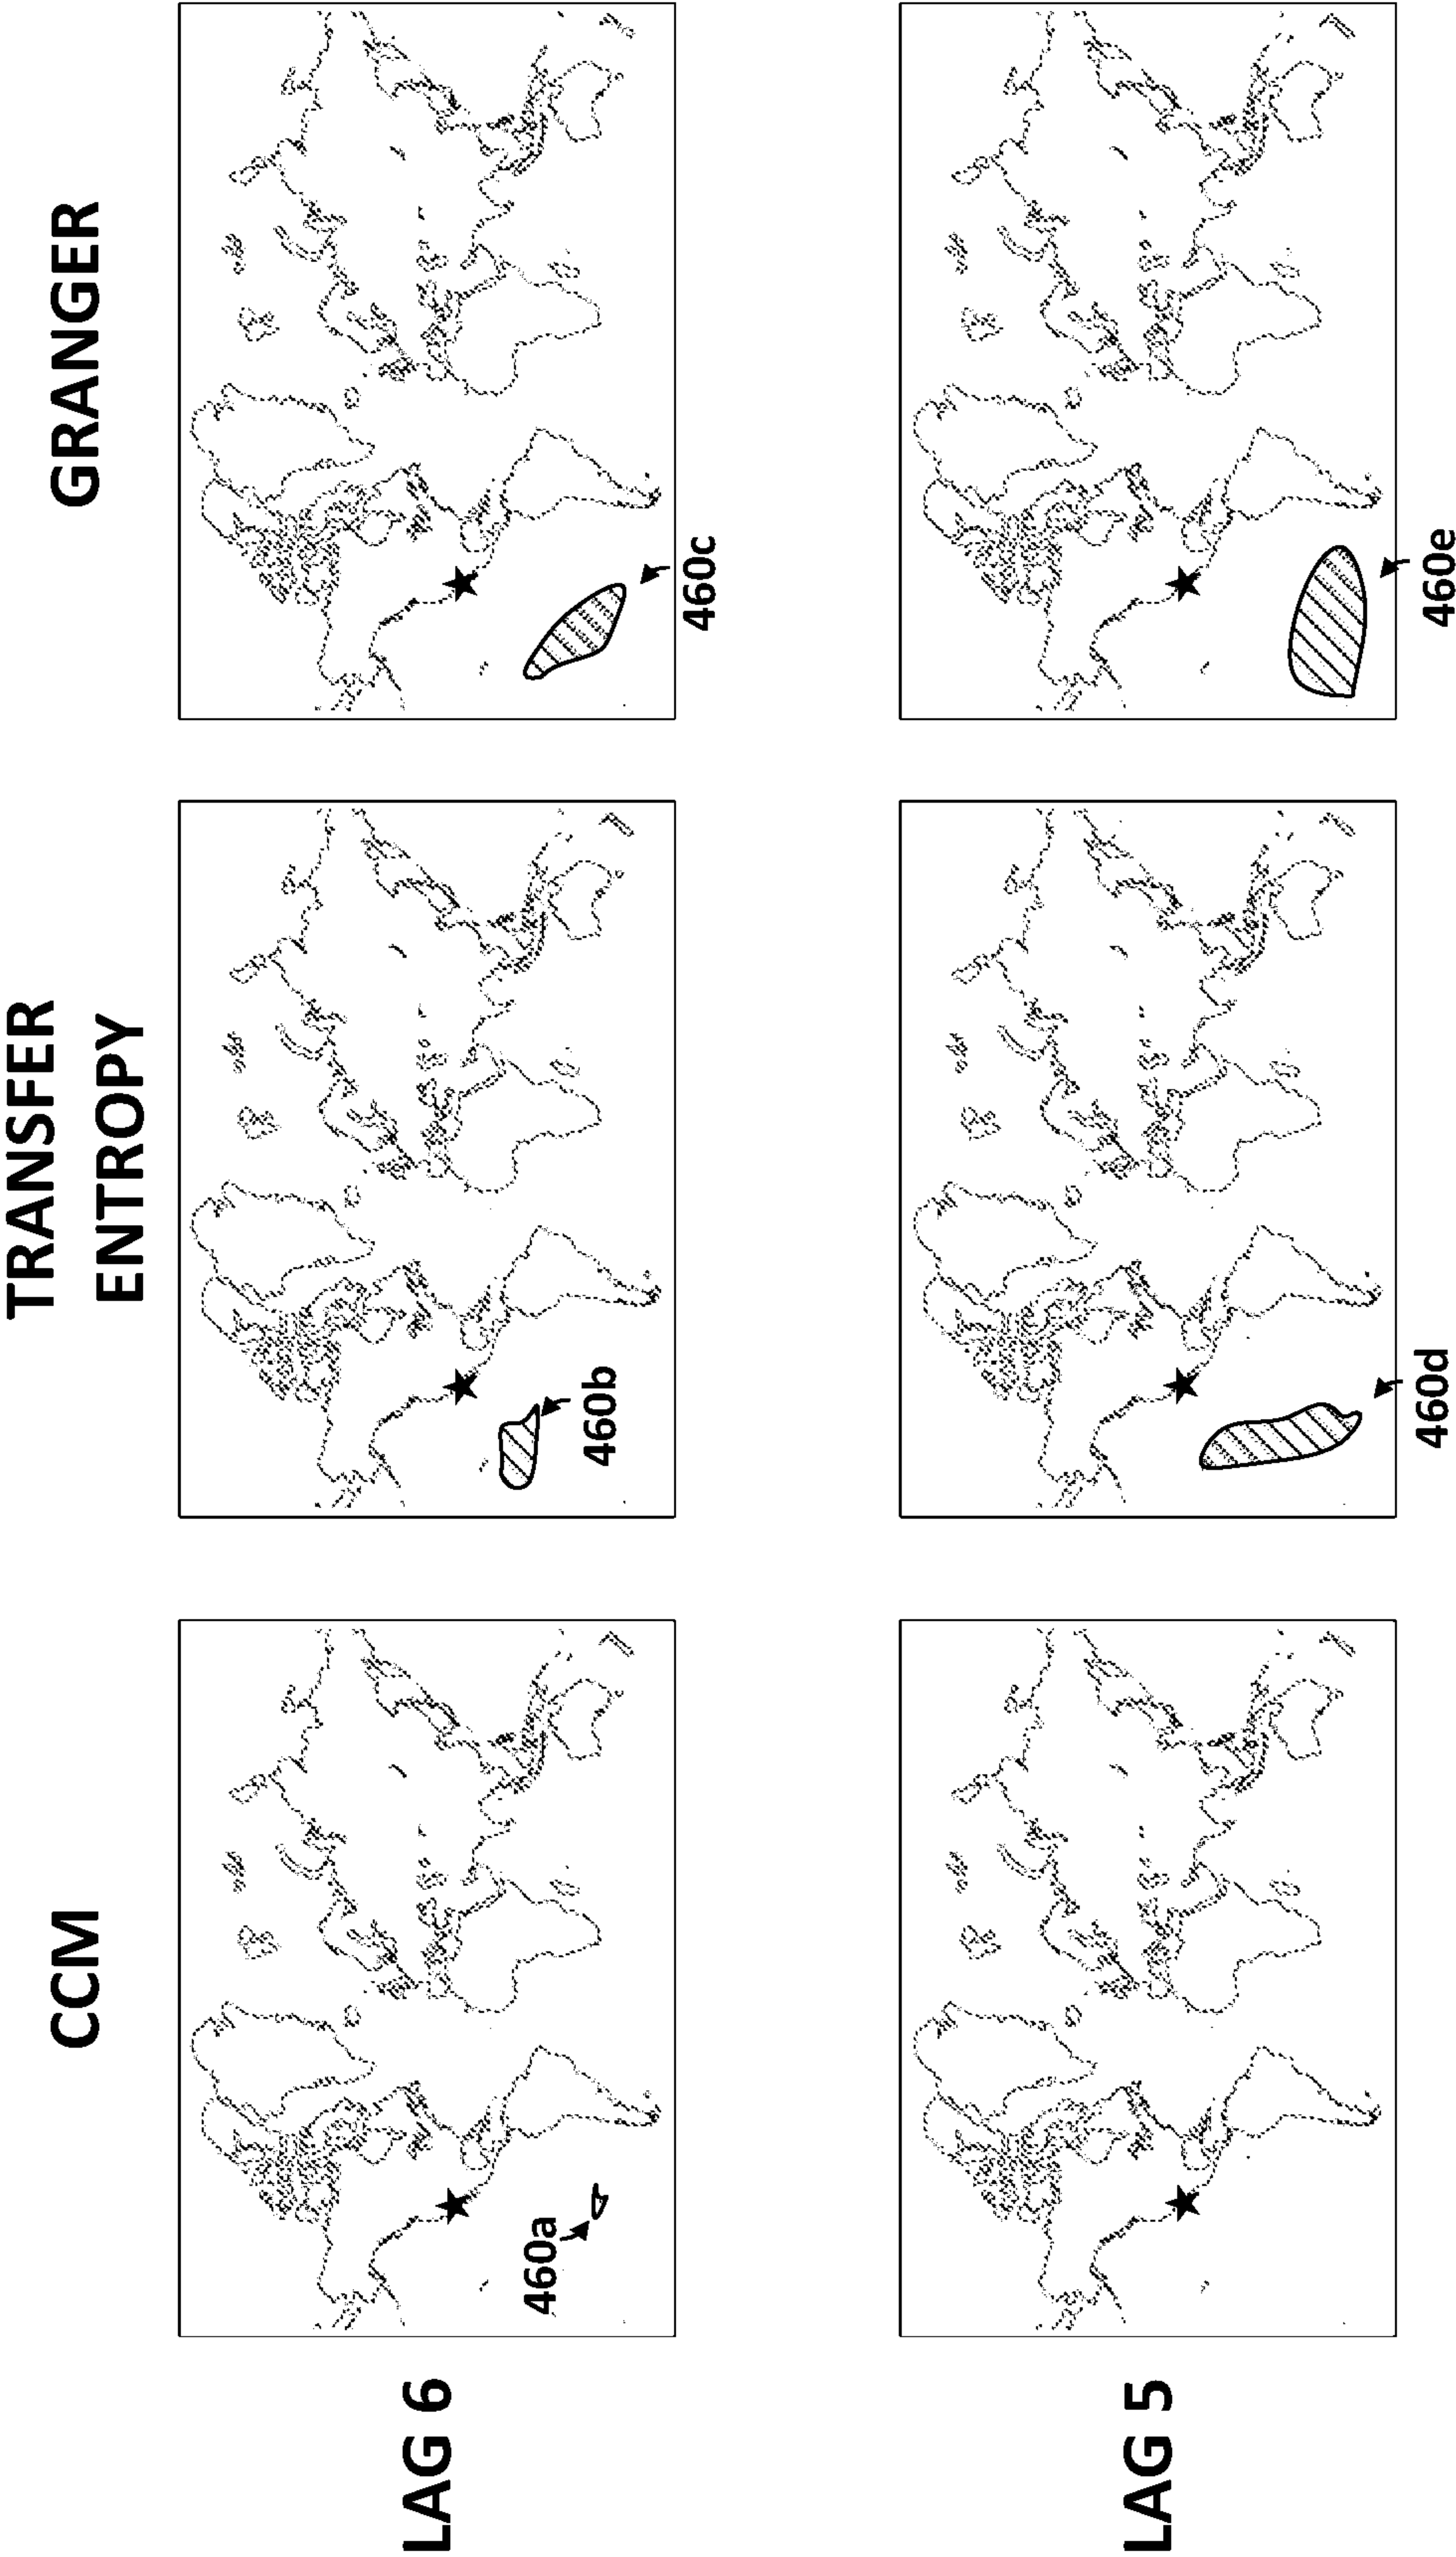 CCM
TRANSFER
ENTROPY
GRANGER
LAG 6
460a
460b
460c
LAG 5
460d
460e